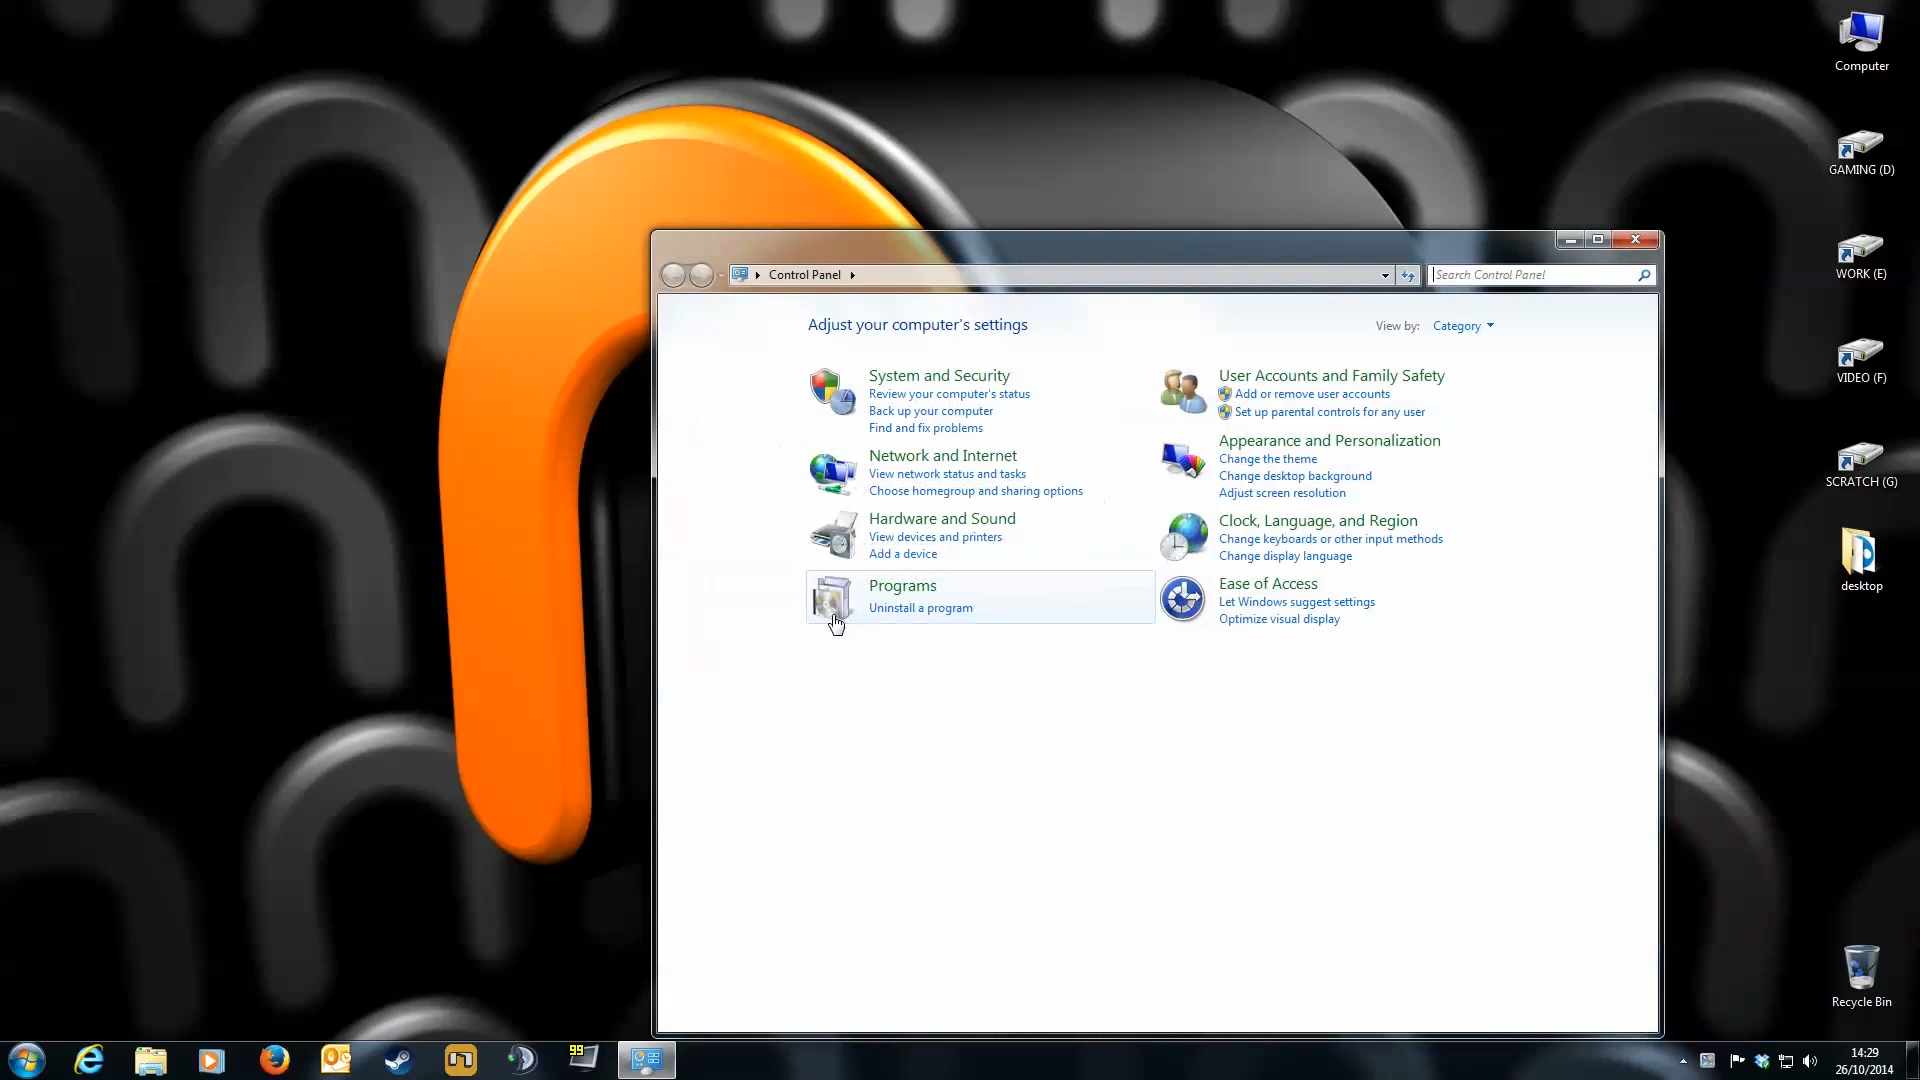 Computer
GAMING (D)
WORK (E)
VIDEO (F)
SCRATCH (G)
desktop
Recycle Bin
Control Panel
Search Control Panel
Adjust your computer's settings
View by: Category
System and Security
Review your computer's status
Back up your computer
Find and fix problems
Network and Internet
View network status and tasks
Choose homegroup and sharing options
Hardware and Sound
View devices and printers
Add a device
Programs
Uninstall a program
User Accounts and Family Safety
Add or remove user accounts
Set up parental controls for any user
Appearance and Personalization
Change the theme
Change desktop background
Adjust screen resolution
Clock, Language, and Region
Change keyboards or other input methods
Change display language
Ease of Access
Let Windows suggest settings
Optimize visual display
99
14:29
26/10/2014